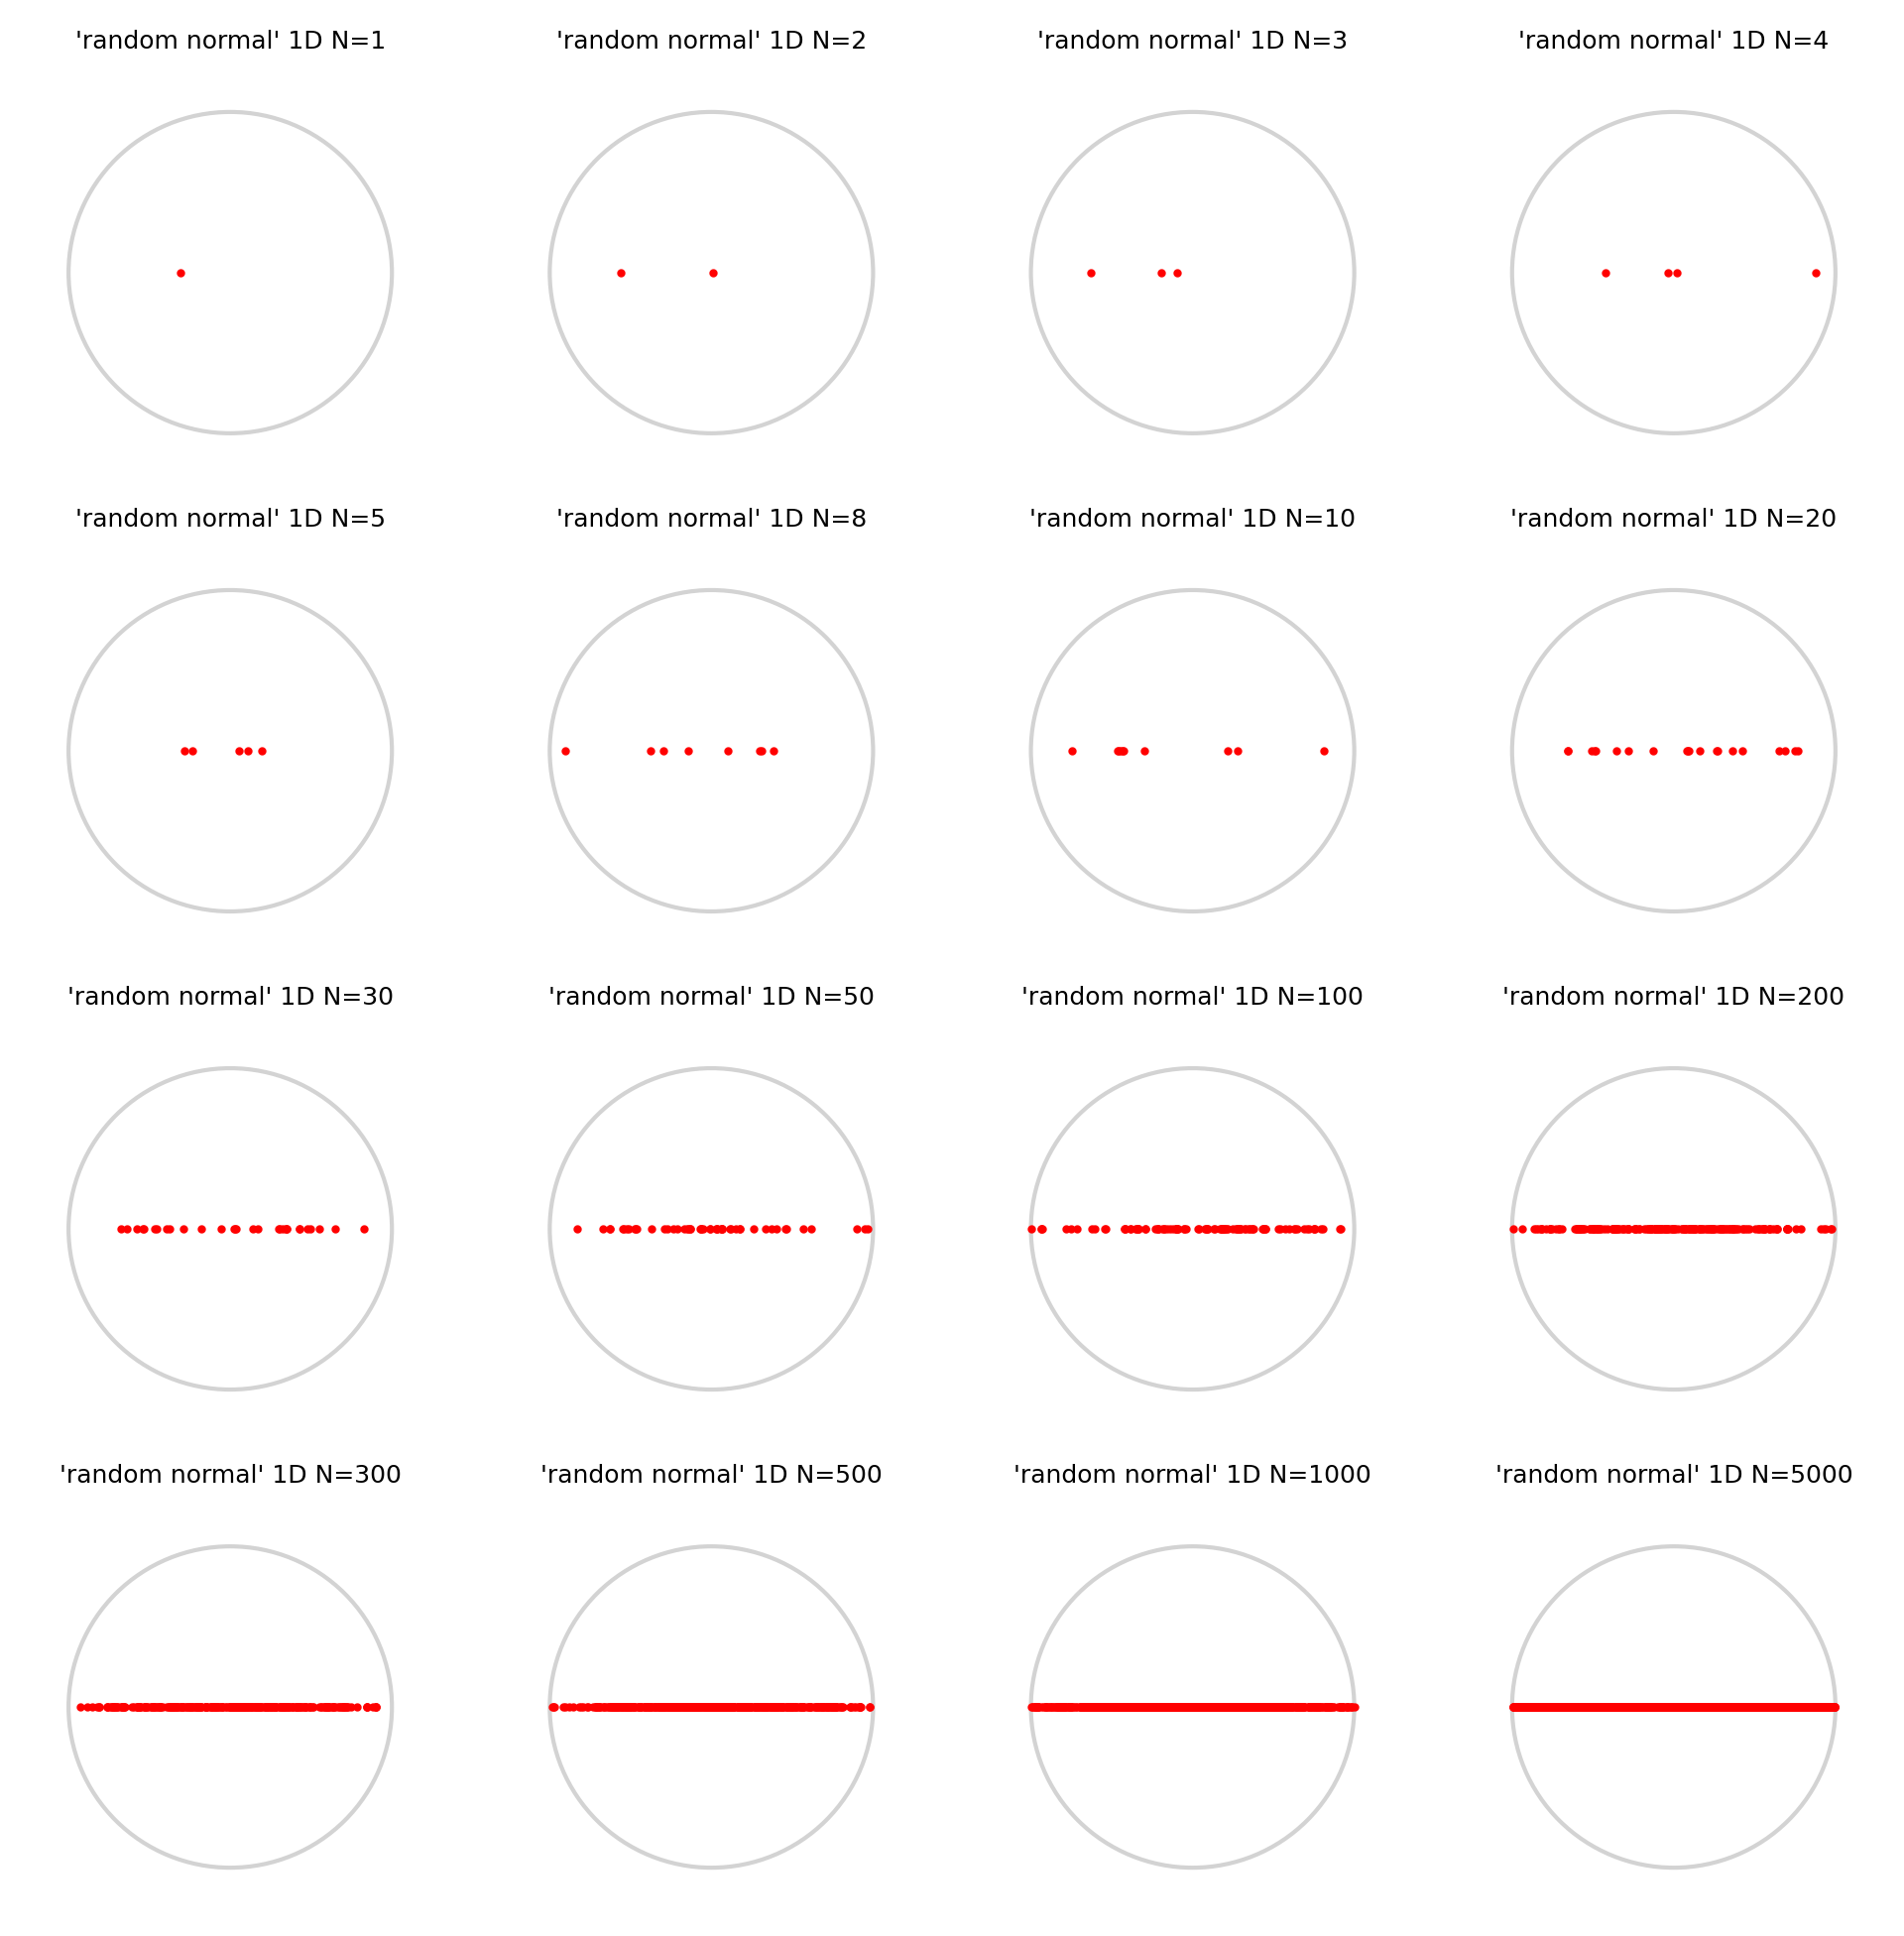 'random normal' 1D N=1
'random normal' 1D N=2
'random normal' 1D N=3
'random normal' 1D N=4
'random normal' 1D N=5
'random normal' 1D N=8
'random normal' 1D N=10
'random normal' 1D N=20
'random normal' 1D N=30
'random normal' 1D N=50
'random normal' 1D N=100
'random normal' 1D N=200
'random normal' 1D N=300
'random normal' 1D N=500
'random normal' 1D N=1000
'random normal' 1D N=5000